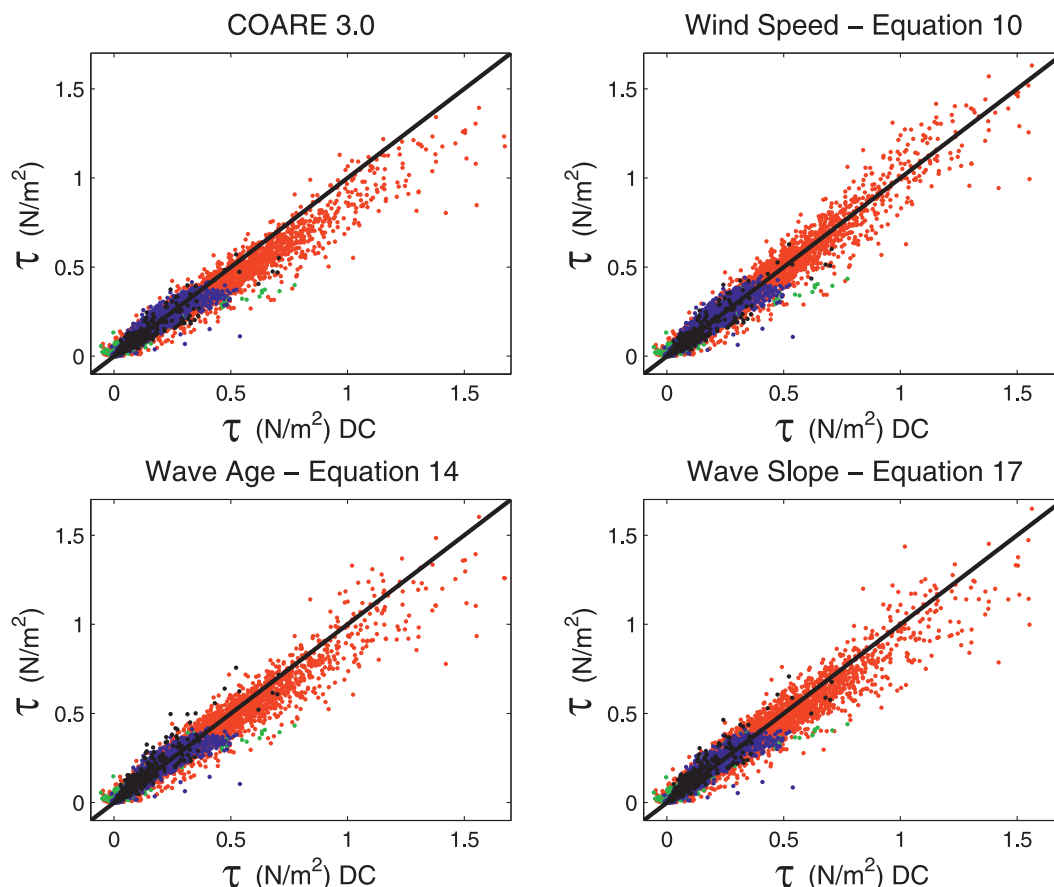 COARE 3.0
1.5
1
0.5
0
τ (N/m²)
0 0.5 1 1.5
τ (N/m²) DC
Wind Speed – Equation 10
1.5
1
0.5
0
τ (N/m²)
0 0.5 1 1.5
τ (N/m²) DC
Wave Age – Equation 14
1.5
1
0.5
0
τ (N/m²)
0 0.5 1 1.5
τ (N/m²) DC
Wave Slope – Equation 17
1.5
1
0.5
0
τ (N/m²)
0 0.5 1 1.5
τ (N/m²) DC